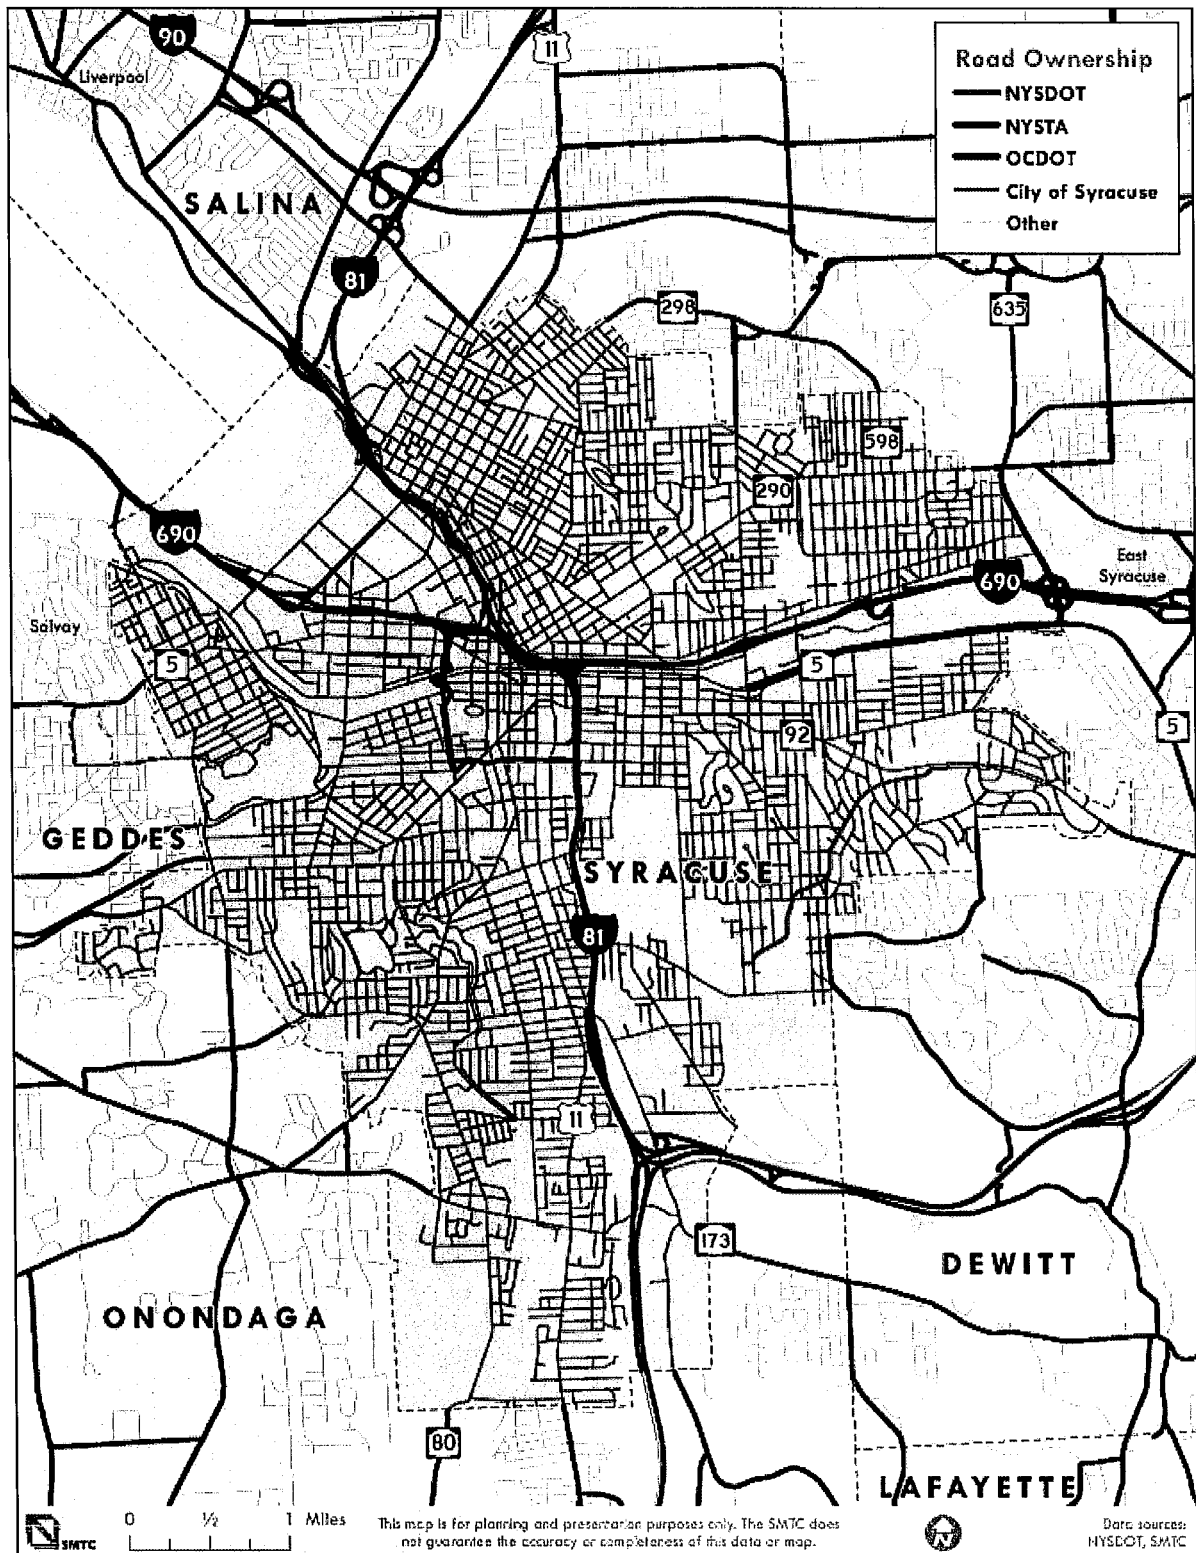 90
11
Liverpool
Road Ownership
NYSDOT
NYSTA
OCDOT
City of Syracuse
Other
SALINA
81
298
635
598
290
690
690
East
Syracuse
Solvay
5
5
92
5
GEDDES
SYRACUSE
81
11
173
DEWITT
ONONDAGA
80
LAFAYETTE
SMTC
0 ½ 1 Miles
This map is for planning and presentation purposes only. The SMTC does
not guarantee the accuracy or completeness of this data or map.
Data sources:
NYSDOT, SMTC